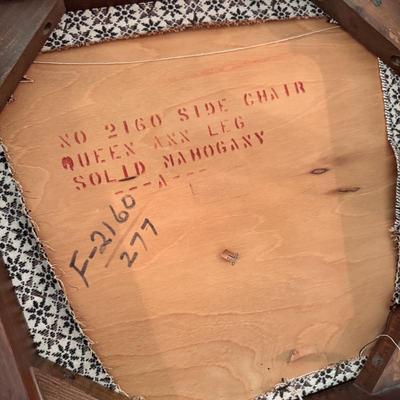 NO 2160 SIDE CHAIR
QUEEN ANN LEG
SOLID MAHOGANY
---A---
F-2160
277